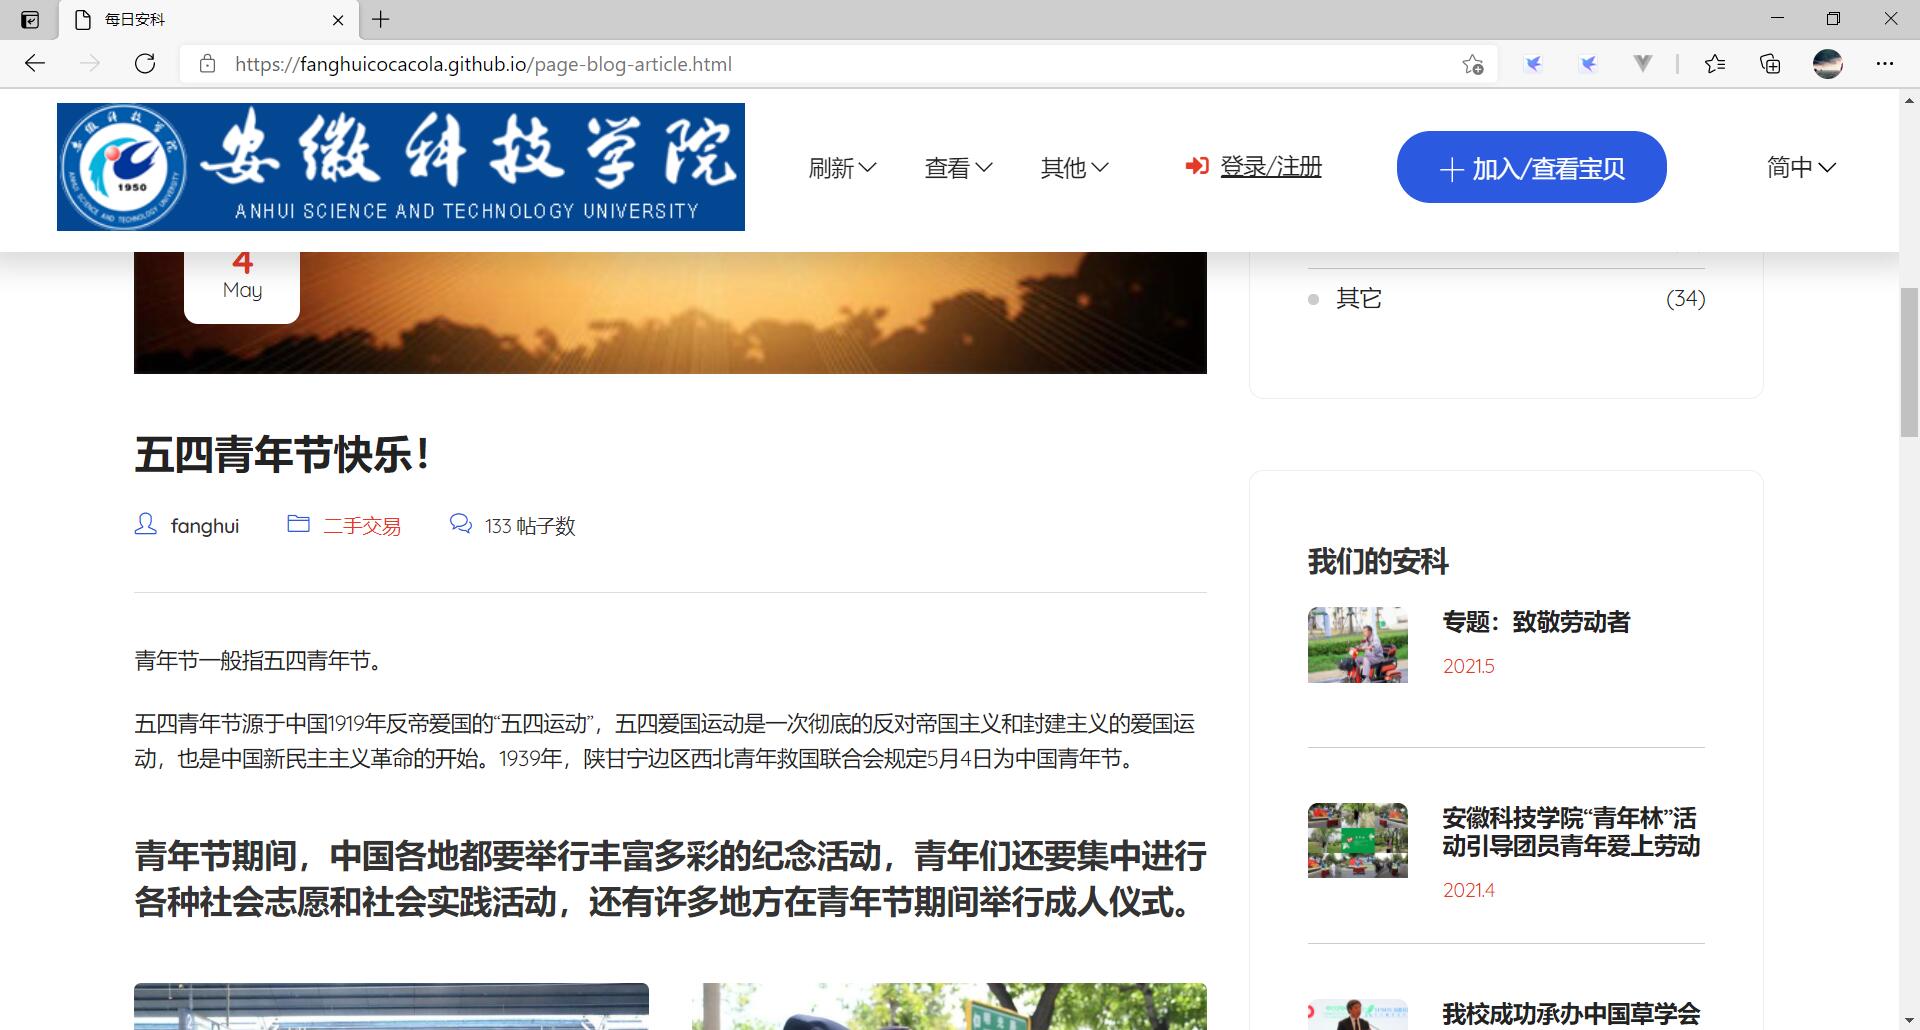 每日安科
https://fanghuicocacola.github.io/page-blog-article.html
安徽科技学院
1950
ANHUI SCIENCE AND TECHNOLOGY UNIVERSITY
刷新
查看
其他
登录/注册
加入/查看宝贝
简中
4
May
五四青年节快乐！
fanghui
二手交易
133 帖子数
青年节一般指五四青年节。
五四青年节源于中国1919年反帝爱国的“五四运动”，五四爱国运动是一次彻底的反对帝国主义和封建主义的爱国运
动，也是中国新民主主义革命的开始。1939年，陕甘宁边区西北青年救国联合会规定5月4日为中国青年节。
青年节期间，中国各地都要举行丰富多彩的纪念活动，青年们还要集中进行
各种社会志愿和社会实践活动，还有许多地方在青年节期间举行成人仪式。
其它
(34)
我们的安科
专题：致敬劳动者
2021.5
安徽科技学院“青年林”活
动引导团员青年爱上劳动
2021.4
我校成功承办中国草学会